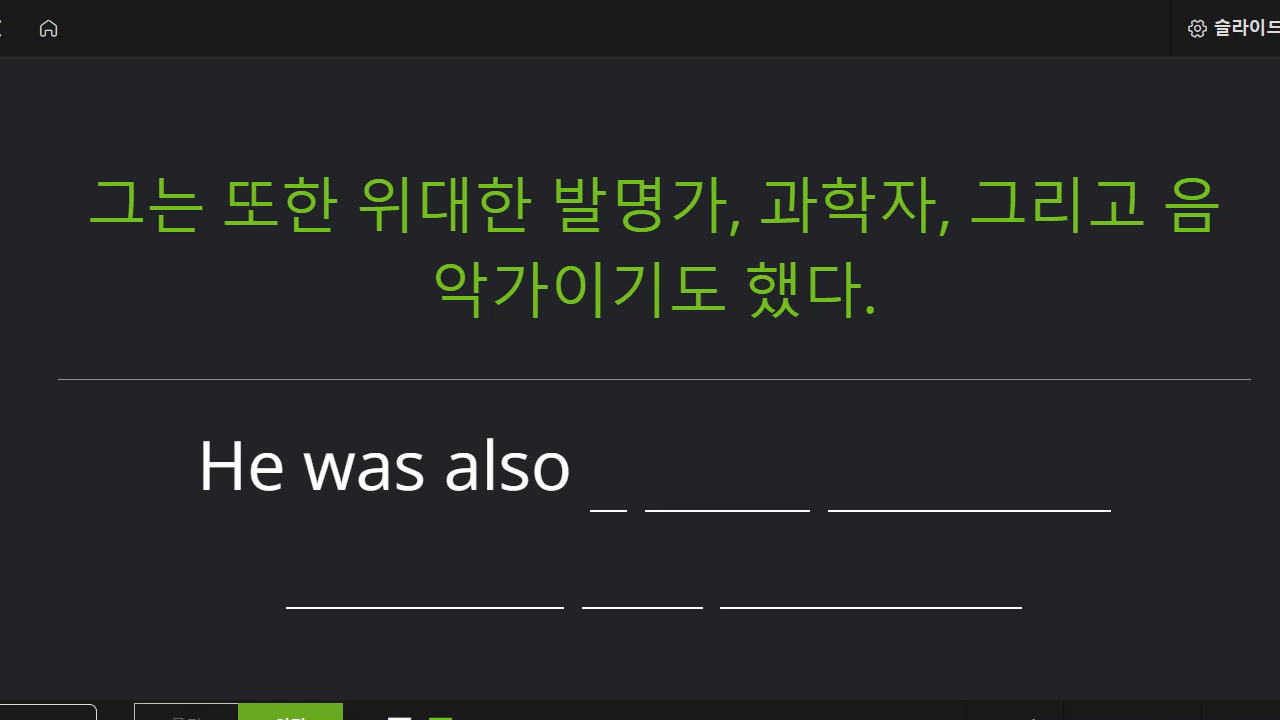 슬라이드
그는 또한 위대한 발명가, 과학자, 그리고 음
악가이기도 했다.
He was also